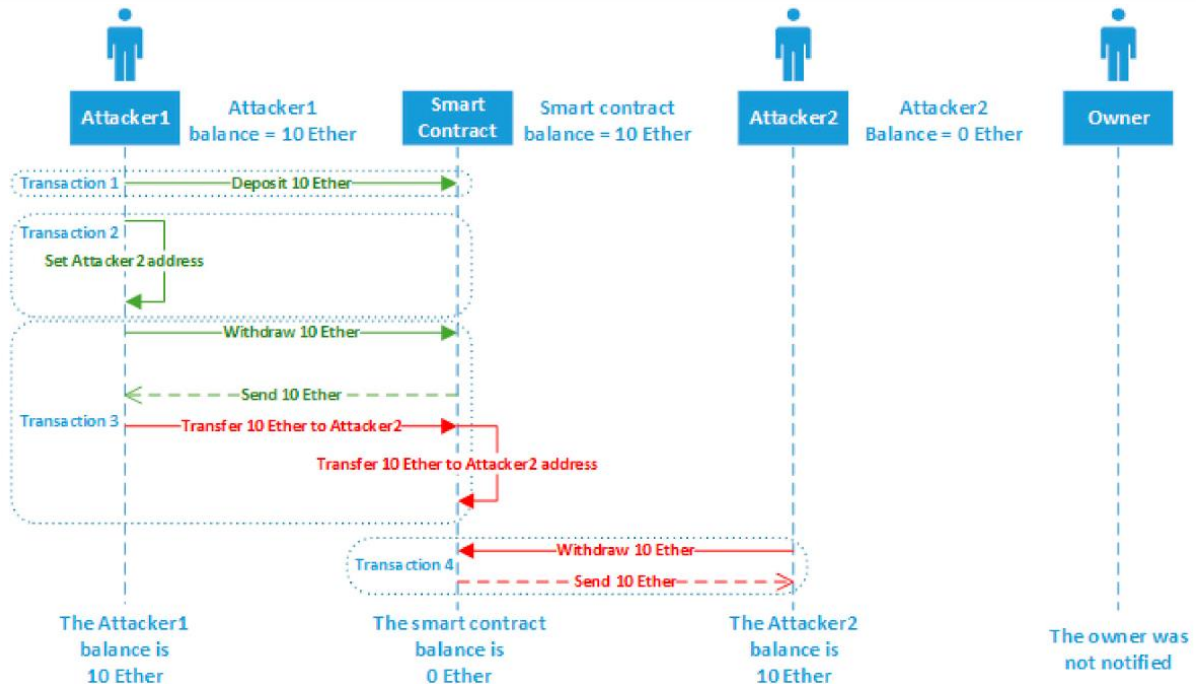 Attacker1
Attacker1
balance = 10 Ether
Smart
Contract
Smart contract
balance = 10 Ether
Attacker2
Attacker2
Balance = 0 Ether
Owner
Transaction 1
Deposit 10 Ether
Transaction 2
Set Attacker2 address
Withdraw 10 Ether
Send 10 Ether
Transaction 3
Transfer 10 Ether to Attacker2
Transfer 10 Ether to Attacker2 address
Withdraw 10 Ether
Transaction 4
Send 10 Ether
The Attacker1
balance is
10 Ether
The smart contract
balance is
0 Ether
The Attacker2
balance is
10 Ether
The owner was
not notified